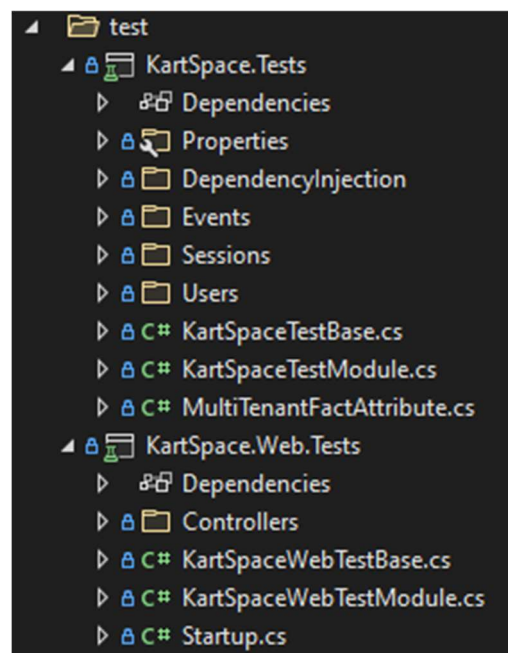 test
KartSpace.Tests
Dependencies
Properties
DependencyInjection
Events
Sessions
Users
C# KartSpaceTestBase.cs
C# KartSpaceTestModule.cs
C# MultiTenantFactAttribute.cs
KartSpace.Web.Tests
Dependencies
Controllers
C# KartSpaceWebTestBase.cs
C# KartSpaceWebTestModule.cs
C# Startup.cs